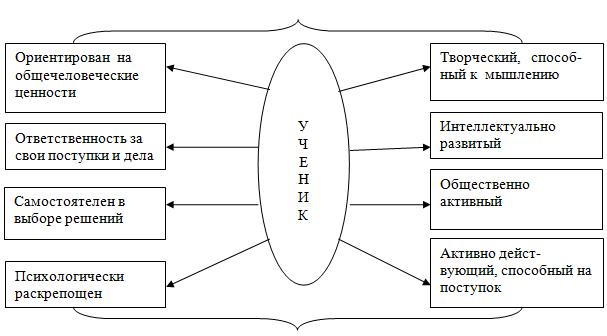 Ориентирован на
общечеловеческие
ценности
Ответственность за
свои поступки и дела
Самостоятелен в
выборе решений
Психологически
раскрепощен
У
Ч
Е
Н
И
К
Творческий, способ-
ный к мышлению
Интеллектуально
развитый
Общественно
активный
Активно дейст-
вующий, способный на
поступок